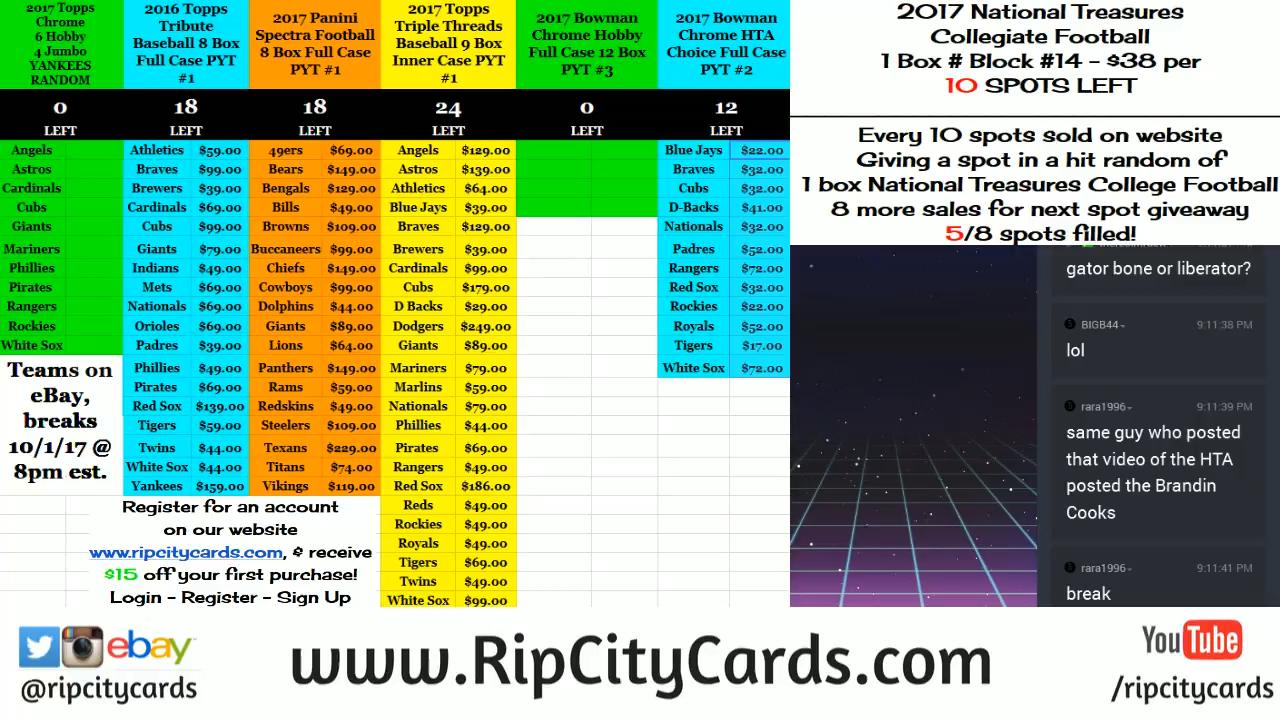 2017 Topps
Chrome
6 Hobby
4 Jumbo
YANKEES
RANDOM
0
LEFT
Angels
Astros
Cardinals
Cubs
Giants
Mariners
Phillies
Pirates
Rangers
Rockies
White Sox
Teams on
eBay,
breaks
10/1/17 @
8pm est.
2016 Topps
Tribute
Baseball 8 Box
Full Case PYT
#1
18
LEFT
Athletics $59.00
Braves $99.00
Brewers $39.00
Cardinals $69.00
Cubs $99.00
Giants $79.00
Indians $49.00
Mets $69.00
Nationals $69.00
Orioles $69.00
Padres $39.00
Phillies $49.00
Pirates $69.00
Red Sox $139.00
Tigers $59.00
Twins $44.00
White Sox $44.00
Yankees $159.00
2017 Panini
Spectra Football
8 Box Full Case
PYT #1
18
LEFT
49ers $69.00
Bears $149.00
Bengals $129.00
Bills $49.00
Browns $109.00
Buccaneers $99.00
Chiefs $149.00
Cowboys $99.00
Dolphins $44.00
Giants $89.00
Lions $64.00
Panthers $149.00
Rams $59.00
Redskins $49.00
Steelers $109.00
Texans $229.00
Titans $74.00
Vikings $119.00
2017 Topps
Triple Threads
Baseball 9 Box
Inner Case PYT
#1
24
LEFT
Angels $129.00
Astros $139.00
Athletics $64.00
Blue Jays $39.00
Braves $129.00
Brewers $39.00
Cardinals $99.00
Cubs $179.00
D Backs $29.00
Dodgers $249.00
Giants $89.00
Mariners $79.00
Marlins $59.00
Nationals $79.00
Phillies $44.00
Pirates $69.00
Rangers $49.00
Red Sox $186.00
Reds $49.00
Rockies $49.00
Royals $49.00
Tigers $69.00
Twins $49.00
White Sox $99.00
2017 Bowman
Chrome Hobby
Full Case 12 Box
PYT #3
0
LEFT
2017 Bowman
Chrome HTA
Choice Full Case
PYT #2
12
LEFT
Blue Jays $22.00
Braves $32.00
Cubs $32.00
D-Backs $41.00
Nationals $32.00
Padres $52.00
Rangers $72.00
Red Sox $32.00
Rockies $22.00
Royals $52.00
Tigers $17.00
White Sox $72.00
Register for an account
on our website
www.ripcitycards.com, & receive
$15 off your first purchase!
Login - Register - Sign Up
2017 National Treasures
Collegiate Football
1 Box # Block #14 - $38 per
10 SPOTS LEFT
Every 10 spots sold on website
Giving a spot in a hit random of
1 box National Treasures College Football
8 more sales for next spot giveaway
5/8 spots filled!
gator bone or liberator?
BIGB44 9:11:38 PM
lol
rara1996 9:11:39 PM
same guy who posted
that video of the HTA
posted the Brandin
Cooks
rara1996 9:11:41 PM
break
ebay
@ripcitycards
www.RipCityCards.com
YouTube
/ripcitycards